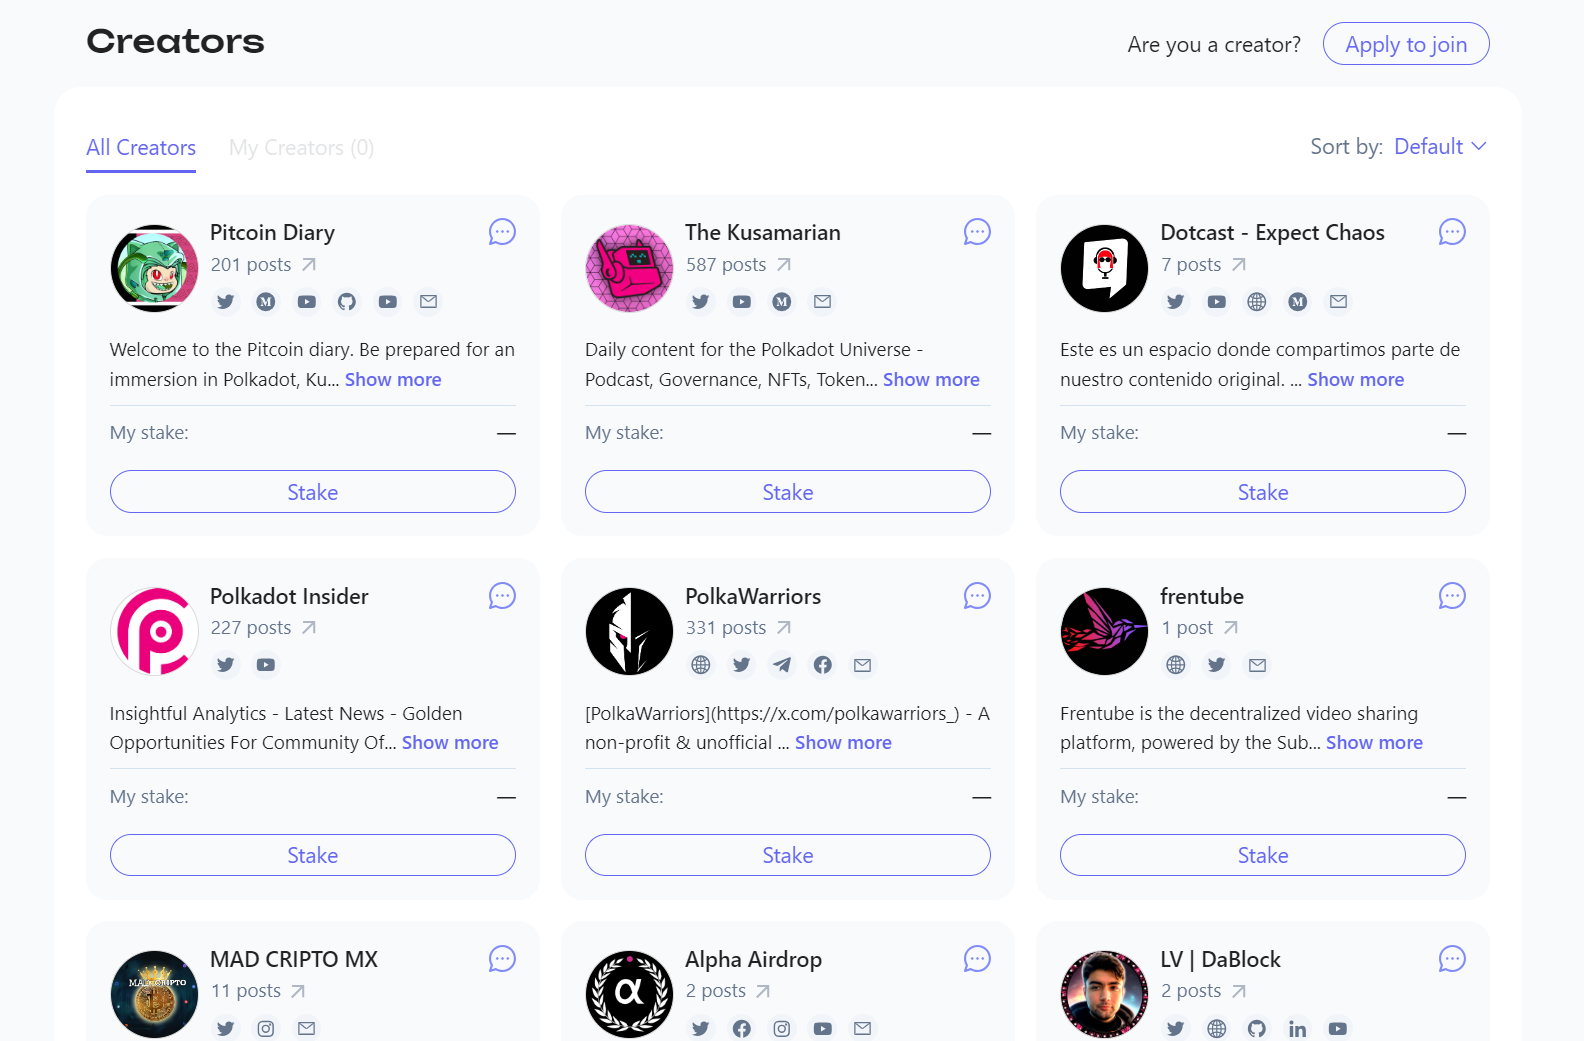 Creators
Are you a creator? Apply to join
All Creators My Creators (0)
Sort by: Default
Pitcoin Diary
201 posts
Welcome to the Pitcoin diary. Be prepared for an
immersion in Polkadot, Ku... Show more
My stake: —
Stake
The Kusamarian
587 posts
Daily content for the Polkadot Universe -
Podcast, Governance, NFTs, Token... Show more
My stake: —
Stake
Dotcast - Expect Chaos
7 posts
Este es un espacio donde compartimos parte de
nuestro contenido original. ... Show more
My stake: —
Stake
Polkadot Insider
227 posts
Insightful Analytics - Latest News - Golden
Opportunities For Community Of... Show more
My stake: —
Stake
PolkaWarriors
331 posts
[PolkaWarriors](https://x.com/polkawarriors_) - A
non-profit & unofficial ... Show more
My stake: —
Stake
frentube
1 post
Frentube is the decentralized video sharing
platform, powered by the Sub... Show more
My stake: —
Stake
MAD CRIPTO MX
11 posts
Alpha Airdrop
2 posts
α
LV | DaBlock
2 posts